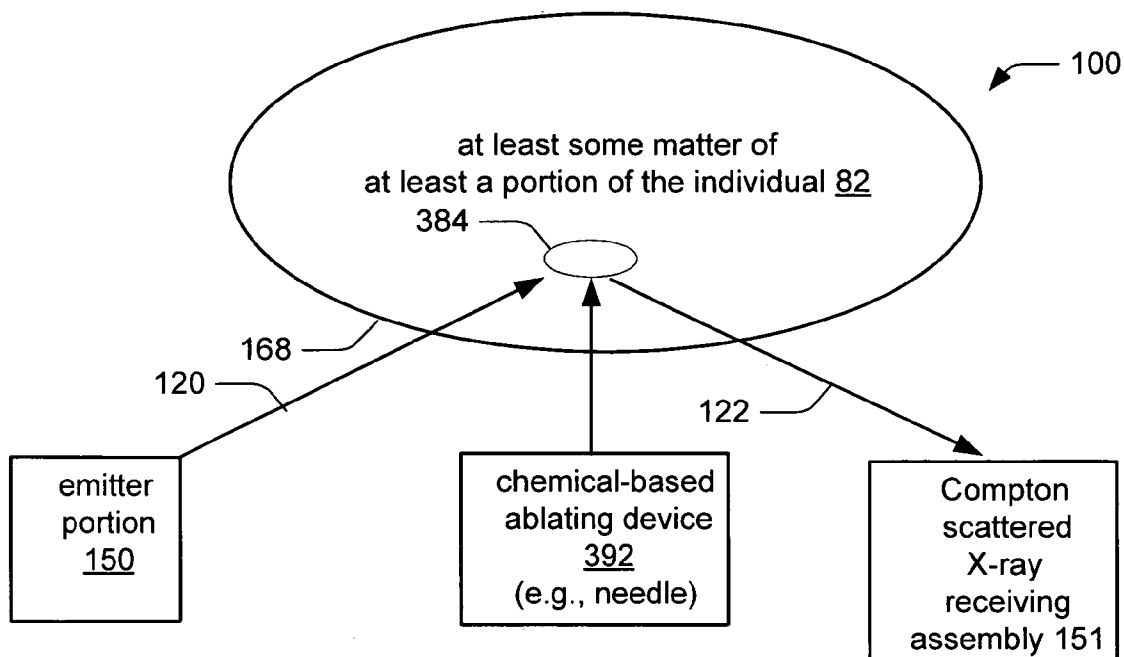 100
at least some matter of
at least a portion of the individual 82
384
168
120
122
emitter
portion
150
chemical-based
ablating device
392
(e.g., needle)
Compton
scattered
X-ray
receiving
assembly 151